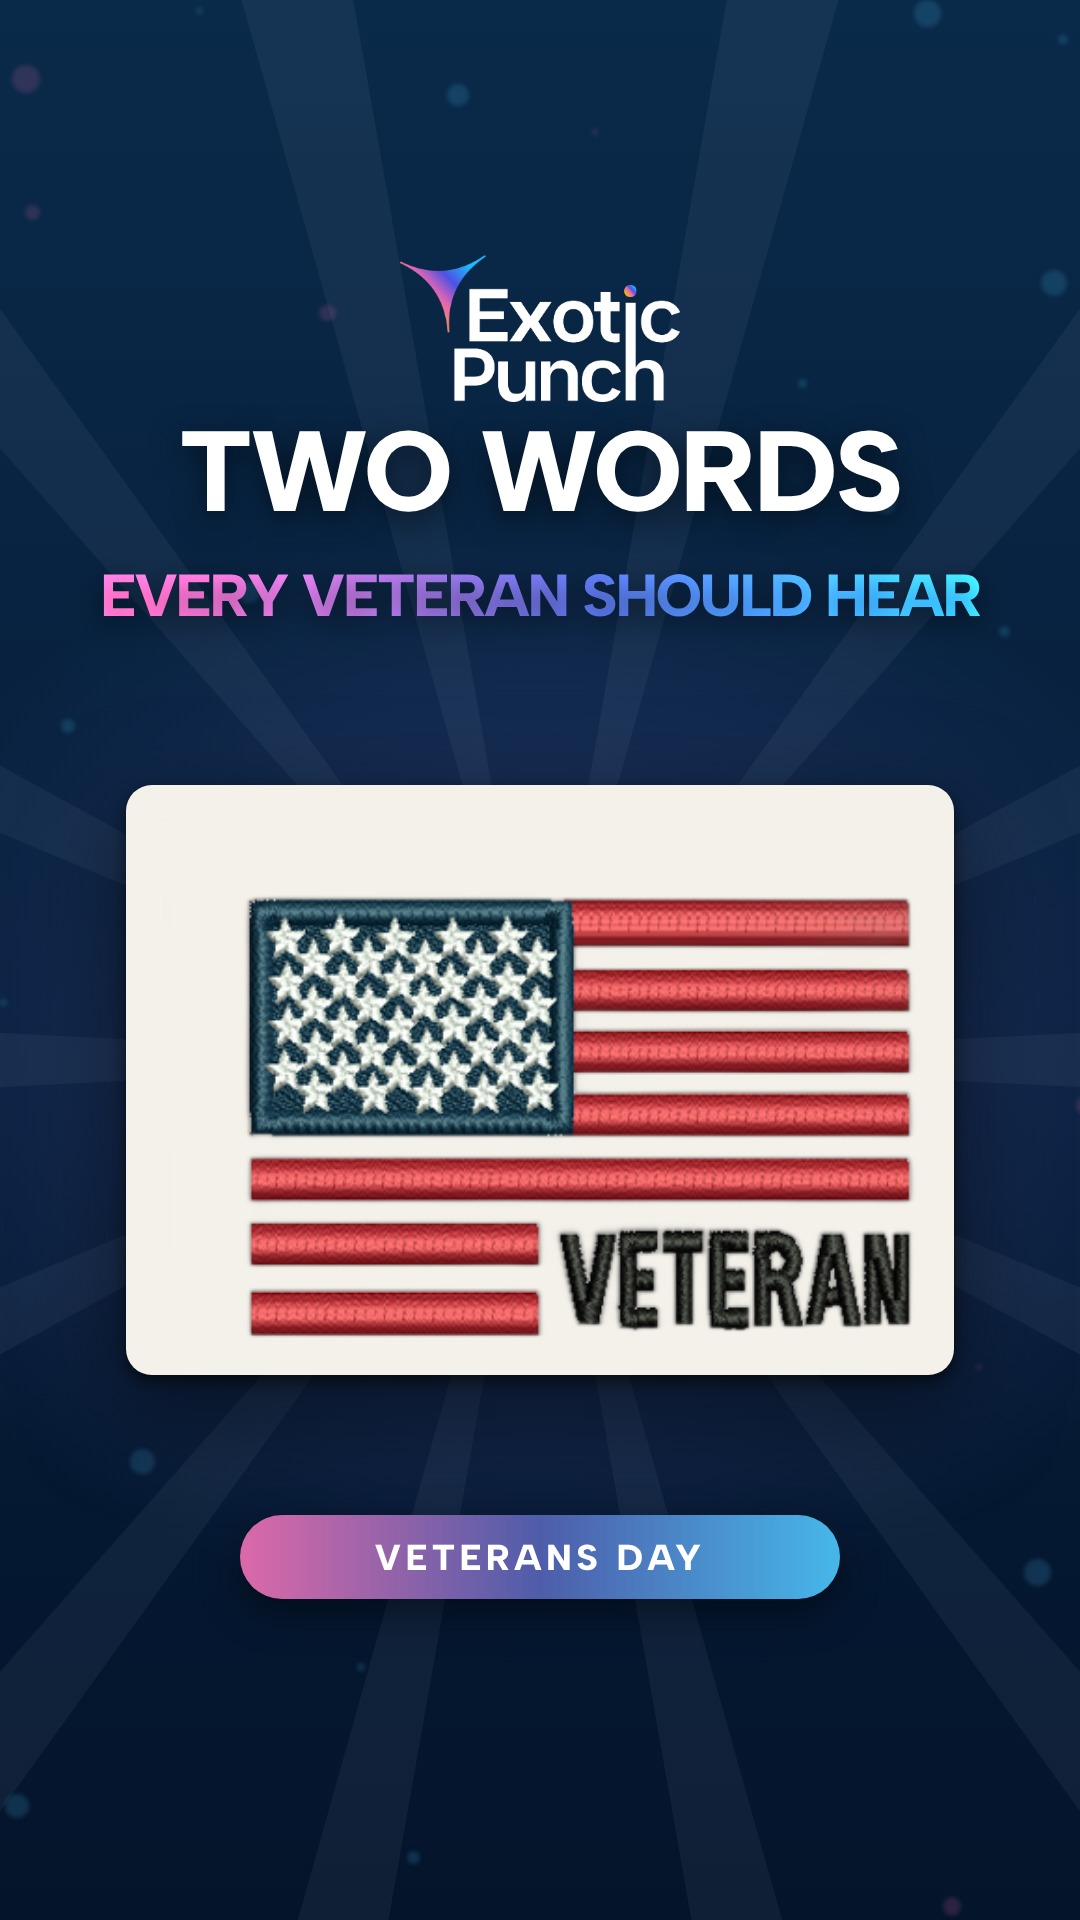 Exotic
Punch
TWO WORDS
EVERY VETERAN SHOULD HEAR
VETERAN
VETERANS DAY